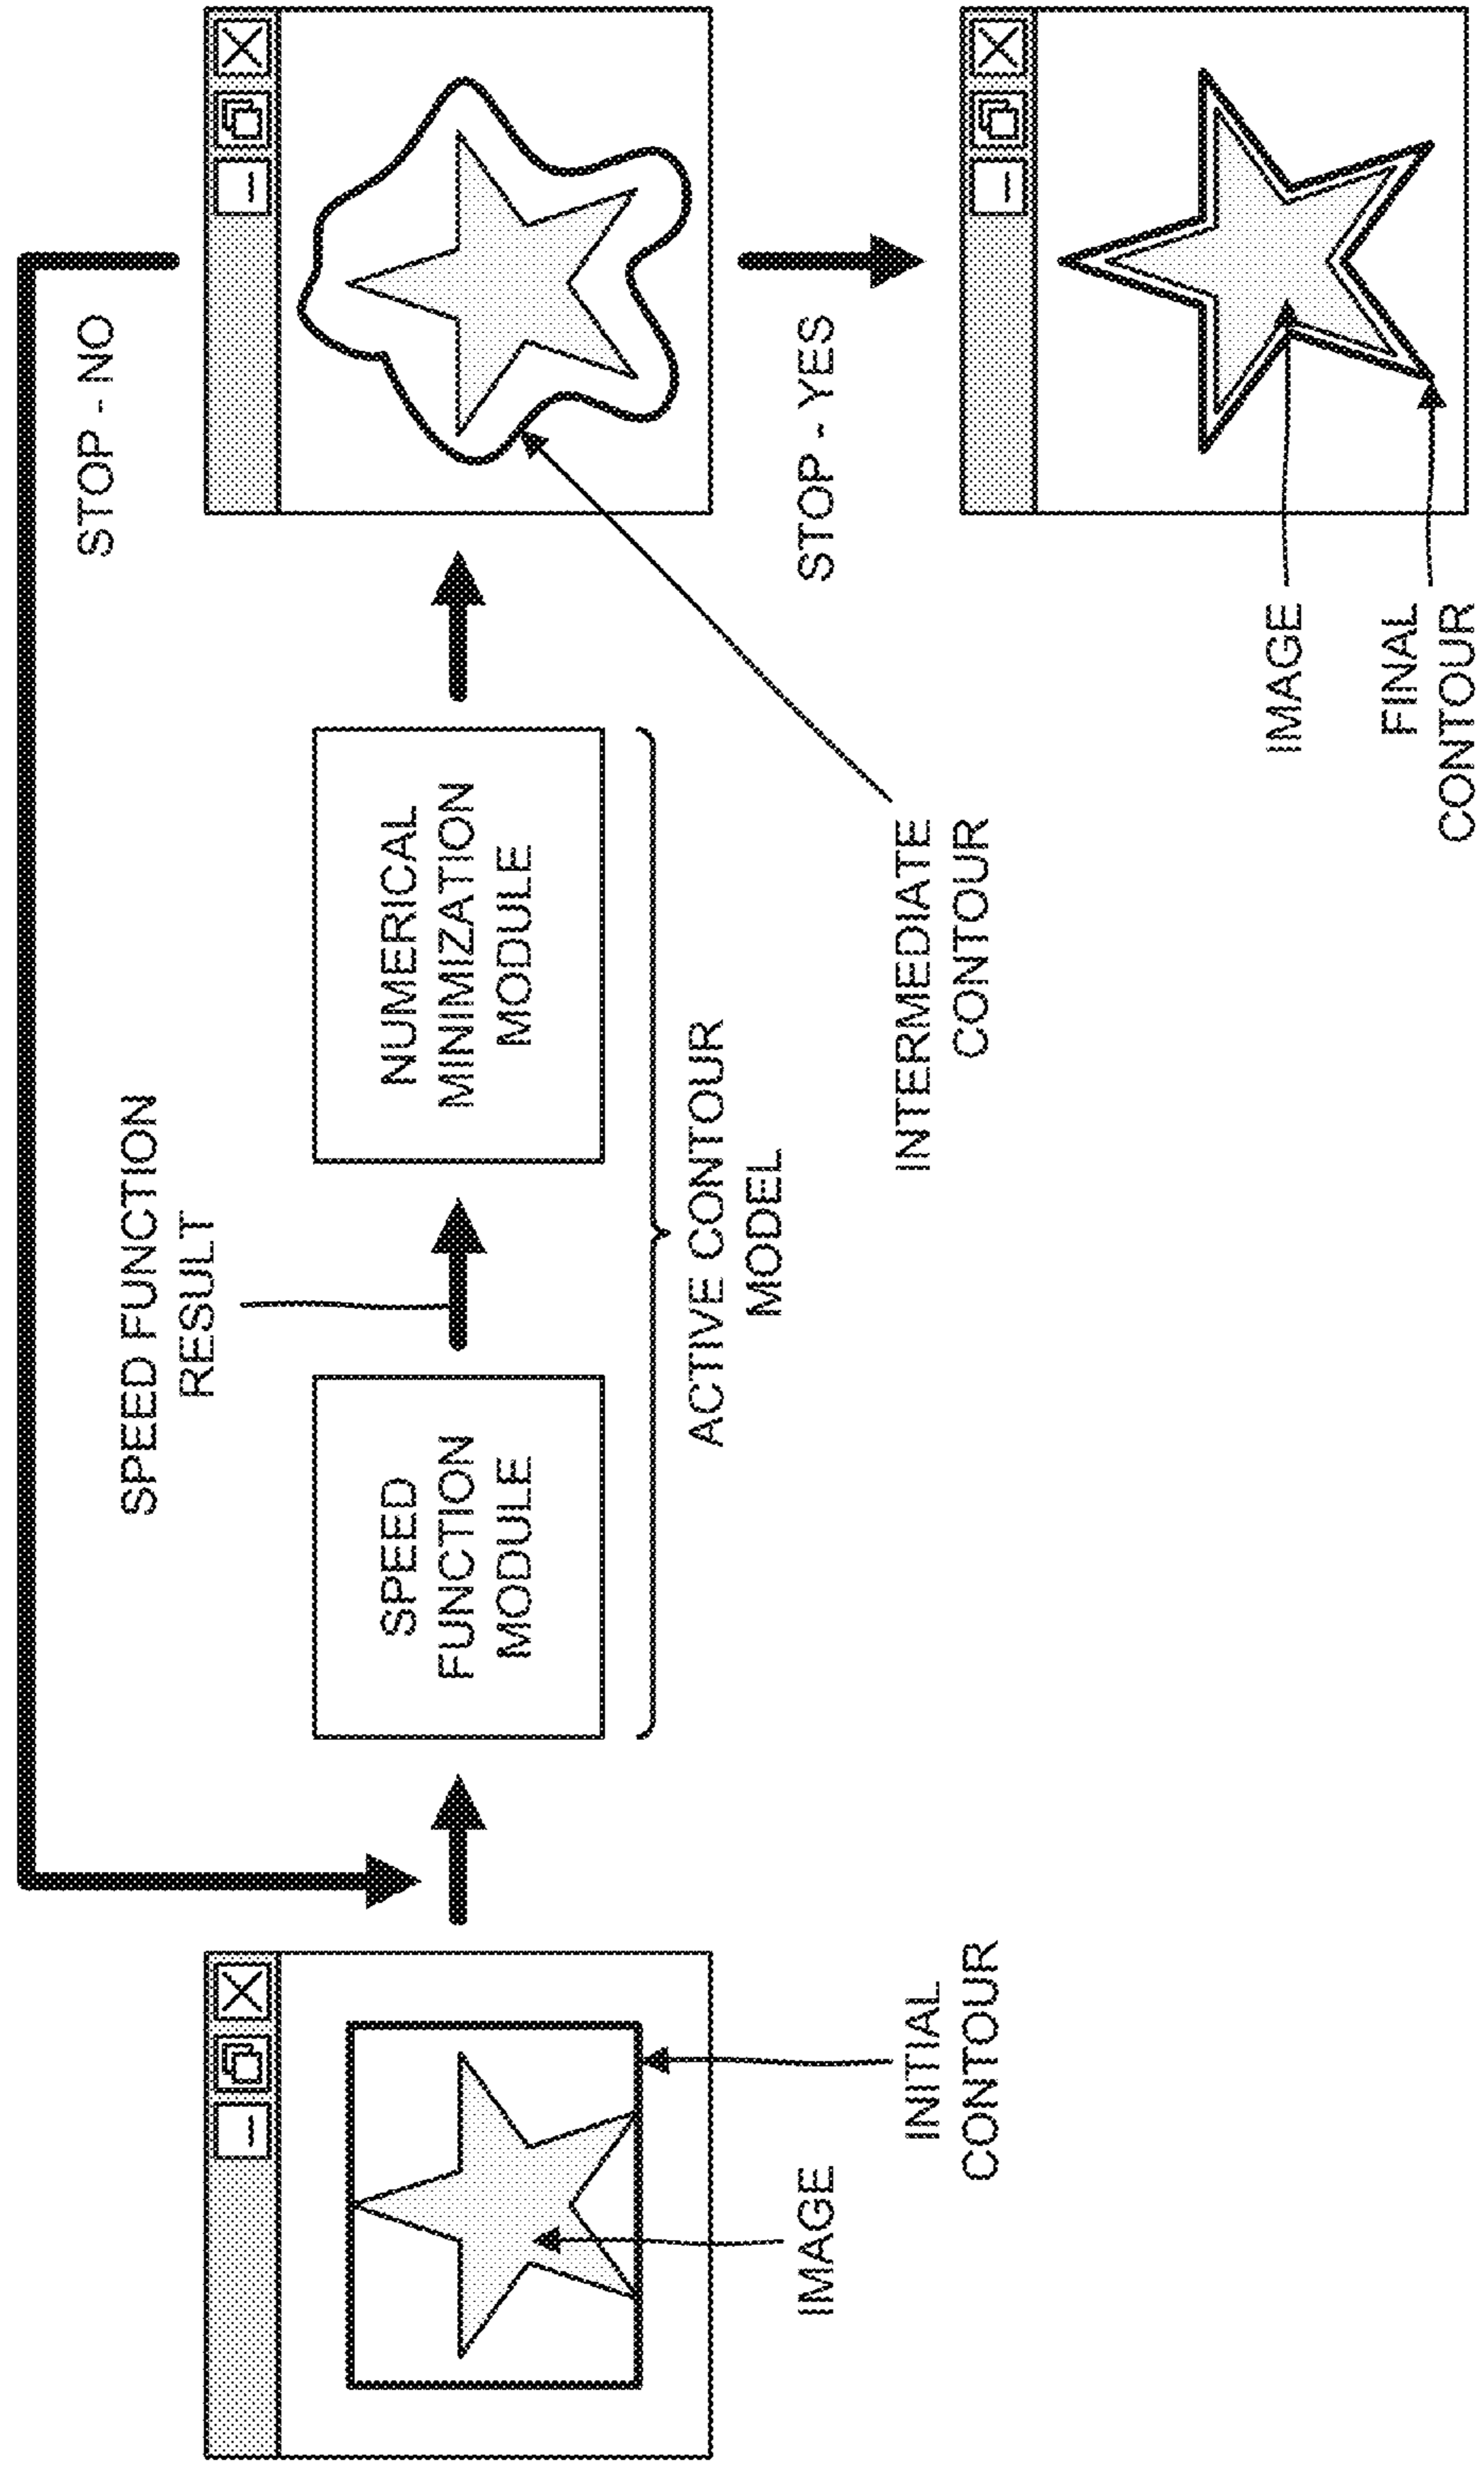 STOP - NO
SPEED FUNCTION
RESULT
SPEED
FUNCTION
MODULE
NUMERICAL
MINIMIZATION
MODULE
ACTIVE CONTOUR
MODEL
IMAGE
INITIAL
CONTOUR
INTERMEDIATE
CONTOUR
STOP - YES
IMAGE
FINAL
CONTOUR